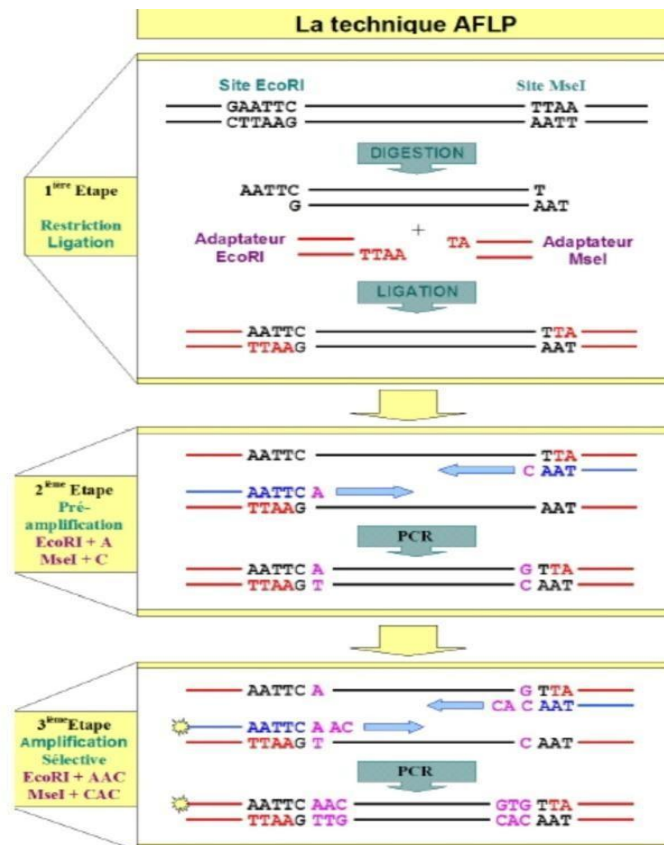 La technique AFLP
Site EcoRI Site MseI
GAATTC TTAA
CTTAAG AATT
DIGESTION
1ière Etape
Restriction
Ligation
AATTC T
G AAT
+
Adaptateur
EcoRI
TTAA
TA
Adaptateur
MseI
LIGATION
AATTC TTA
TTAAG AAT
2ième Etape
Pré-
amplification
EcoRI + A
MseI + C
AATTC TTA
C AAT
AATTC A
TTAAG AAT
PCR
AATTC A G TTA
TTAAG T C AAT
3ième Etape
Amplification
Sélective
EcoRI + AAC
MseI + CAC
AATTC A G TTA
CA C AAT
AATTC A AC
TTAAG T C AAT
PCR
AATTC AAC GTG TTA
TTAAG TTG CAC AAT